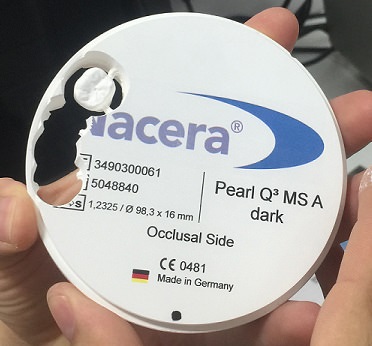 Nacera®
3490300061
5048840
1,2325 / Ø 98,3 x 16 mm
Pearl Q³ MS A
dark
Occlusal Side
CE 0481
Made in Germany